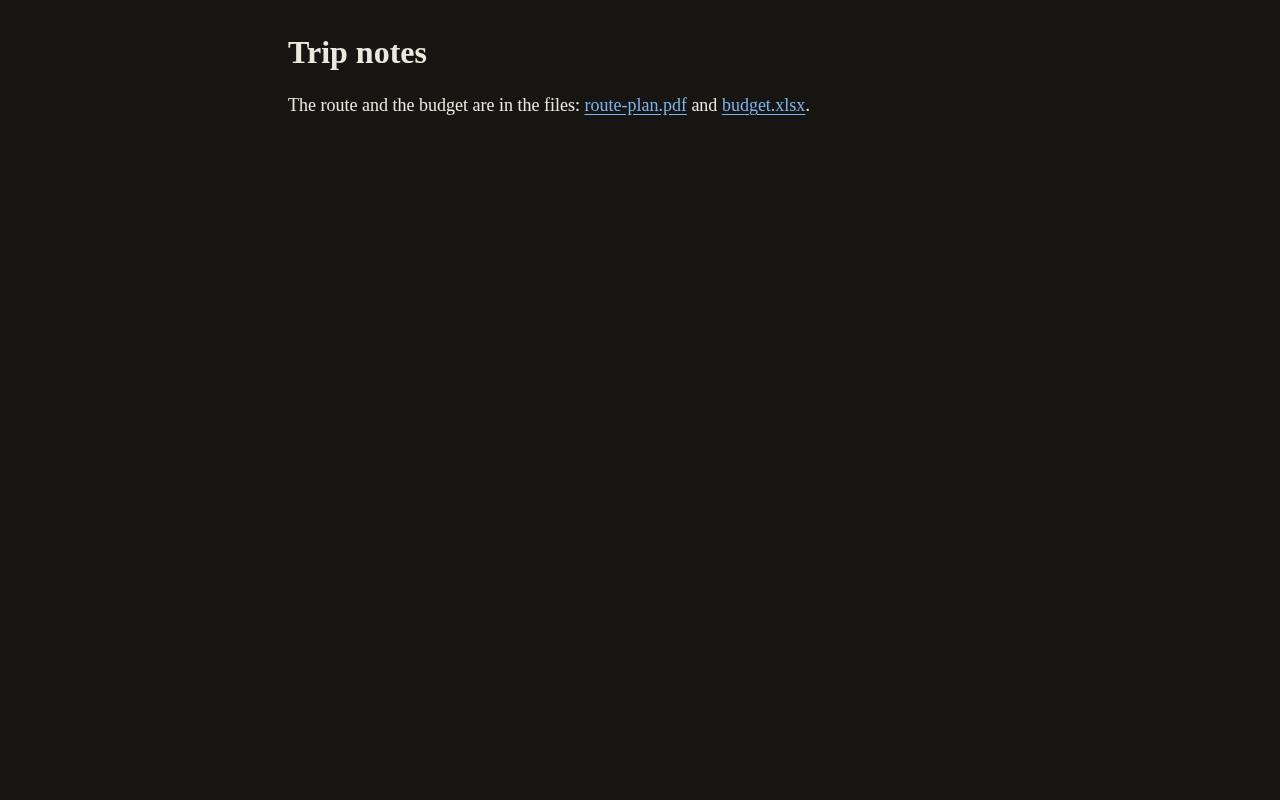 Trip notes
The route and the budget are in the files: route-plan.pdf and budget.xlsx.